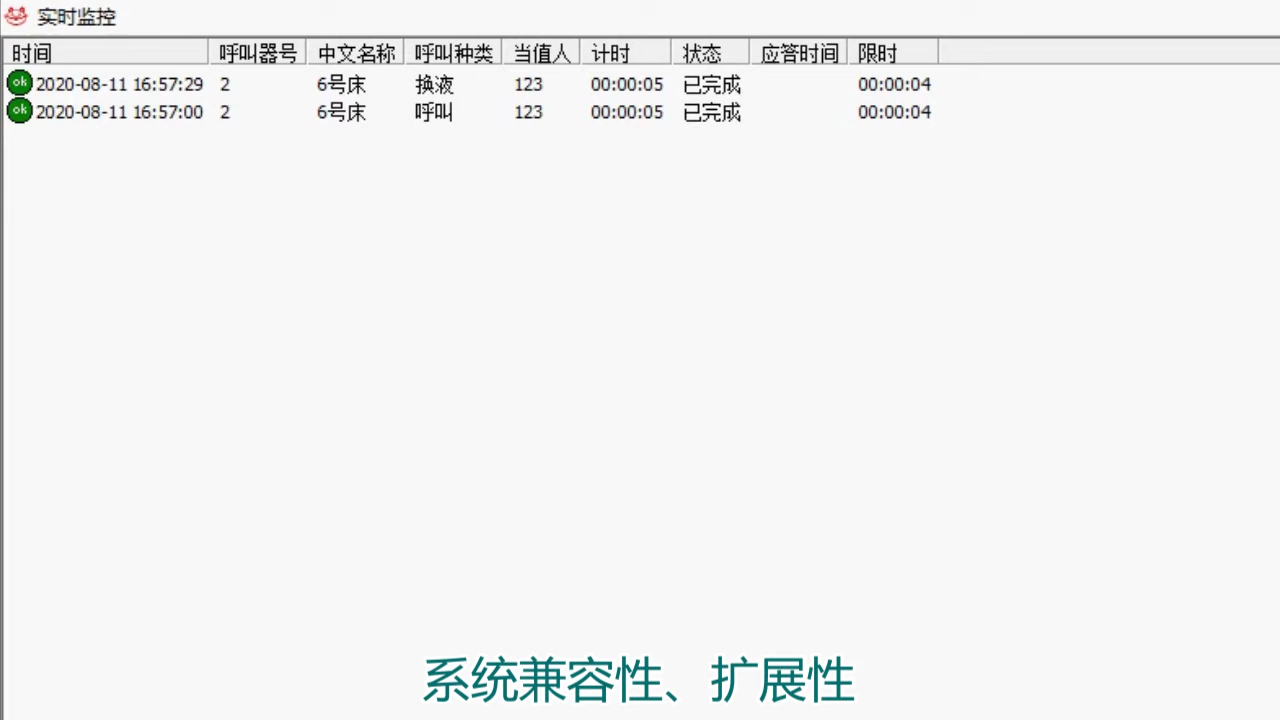 实时监控
时间 呼叫器号 中文名称 呼叫种类 当值人 计时 状态 应答时间 限时
ok 2020-08-11 16:57:29 2 6号床 换液 123 00:00:05 已完成 00:00:04
ok 2020-08-11 16:57:00 2 6号床 呼叫 123 00:00:05 已完成 00:00:04
系统兼容性、扩展性